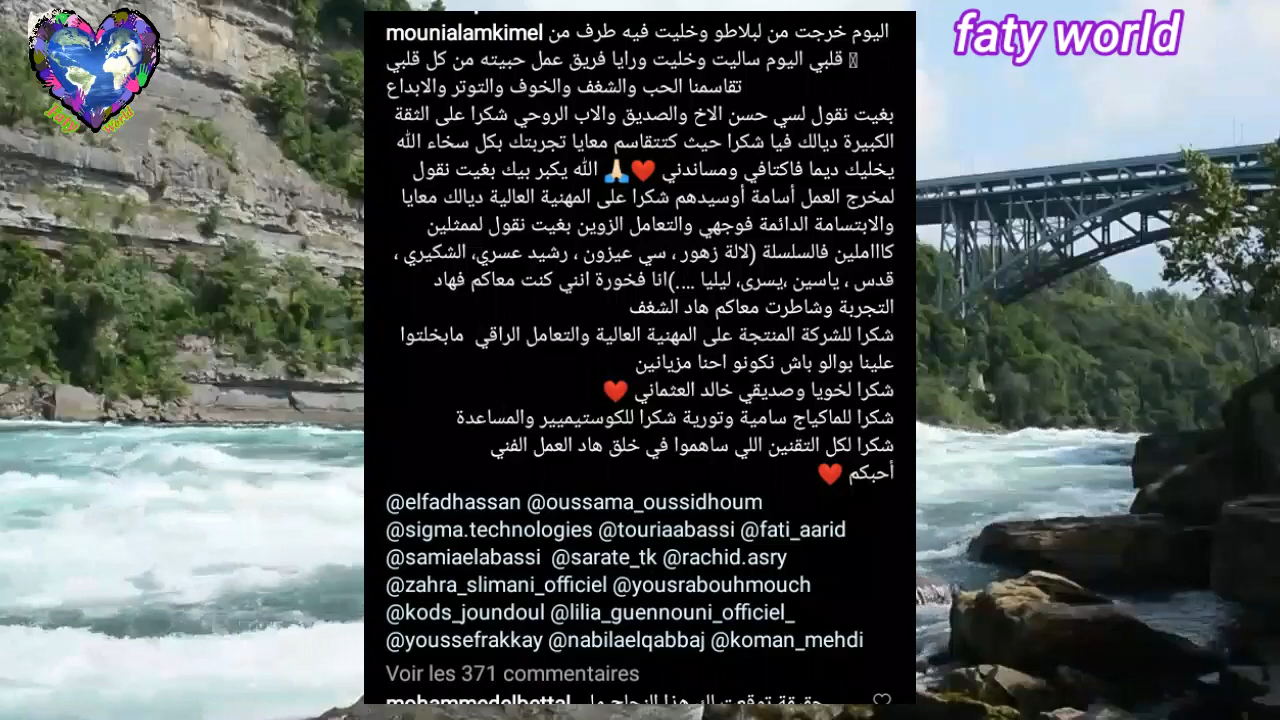 faty world
faty world
mounialamkimel اليوم خرجت من لبلاطو وخليت فيه طرف من
قلبي اليوم ساليت وخليت ورايا فريق عمل حبيته من كل قلبي
تقاسمنا الحب والشغف والخوف والتوتر والابداع
بغيت نقول لسي حسن الاخ والصديق والاب الروحي شكرا على الثقة
الكبيرة ديالك فيا شكرا حيث كتتقاسم معايا تجربتك بكل سخاء الله
يخليك ديما فاكتافي ومساندني ❤️🙏🏻 الله يكبر بيك بغيت نقول
لمخرج العمل أسامة أوسيدهم شكرا على المهنية العالية ديالك معايا
والابتسامة الدائمة فوجهي والتعامل الزوين بغيت نقول لممثلين
كااااملين فالسلسلة (لالة زهور ، سي عيزون ، رشيد عسري، الشكيري ،
قدس ، ياسين ،يسرى، ليليا ....)انا فخورة انني كنت معاكم فهاد
التجربة وشاطرت معاكم هاد الشغف
شكرا للشركة المنتجة على المهنية العالية والتعامل الراقي مابخلتوا
علينا بوالو باش نكونو احنا مزيانين
شكرا لخويا وصديقي خالد العثماني ❤️
شكرا للماكياج سامية وتورية شكرا للكوستيميير والمساعدة
شكرا لكل التقنين اللي ساهموا في خلق هاد العمل الفني
أحبكم ❤️
@elfadhassan @oussama_oussidhoum
@sigma.technologies @touriaabassi @fati_aarid
@samiaelabassi @sarate_tk @rachid.asry
@zahra_slimani_officiel @yousrabouhmouch
@kods_joundoul @lilia_guennouni_officiel_
@youssefrakkay @nabilaelqabbaj @koman_mehdi
Voir les 371 commentaires
mohammedelhettal